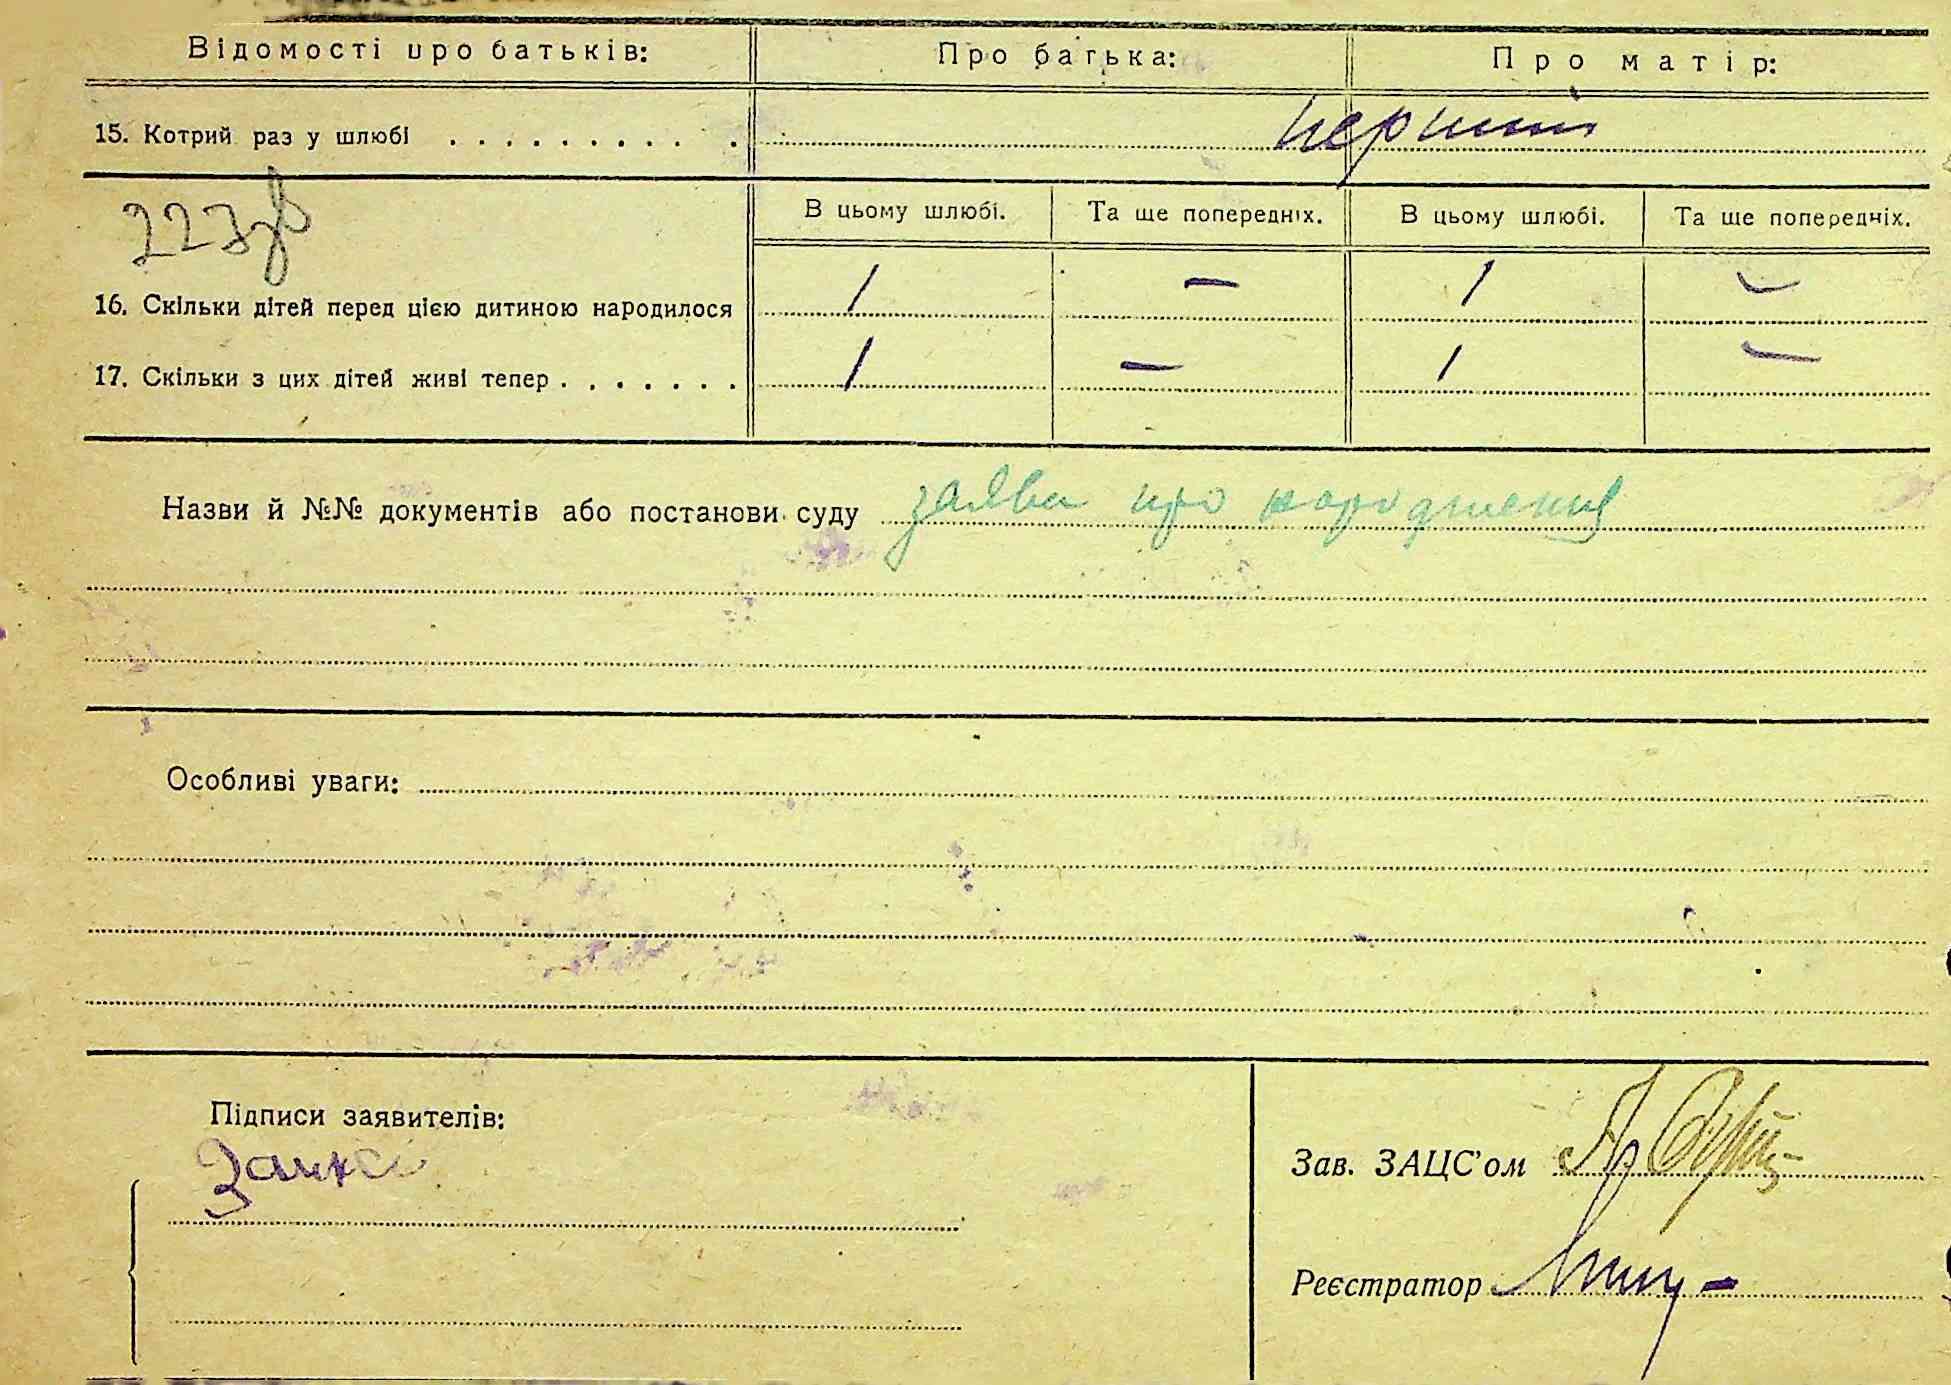 Відомості про батьків: Про батька: Про матір:
15. Котрий раз у шлюбі . . . . . . . . . . перший
В цьому шлюбі. Та ще попередніх. В цьому шлюбі. Та ще попередніх.
16. Скільки дітей перед цією дитиною народилося 1 — 1 —
17. Скільки з цих дітей живі тепер . . . . . . . 1 — 1 —
Назви й №№ документів або постанови суду заява про народження
Особливі уваги:
Підписи заявителів:
Зав. ЗАЦС'ом
Реєстратор